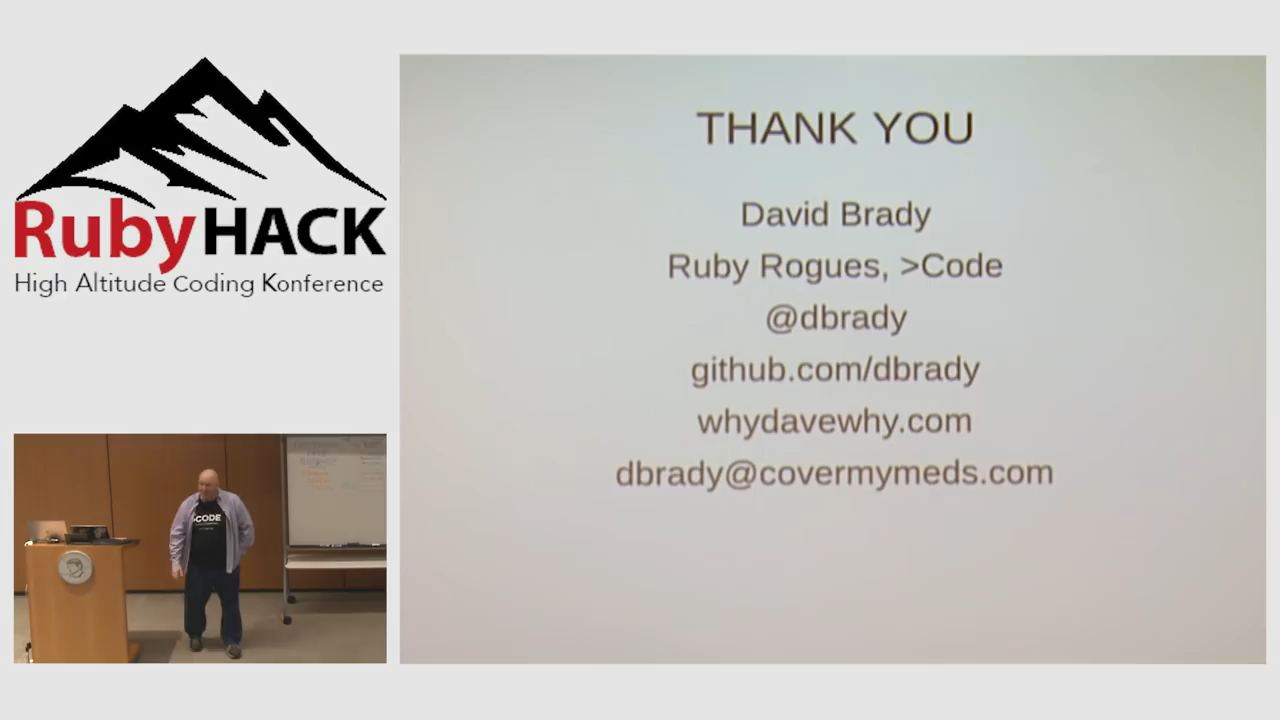 RubyHACK
High Altitude Coding Konference
THANK YOU
David Brady
Ruby Rogues, >Code
@dbrady
github.com/dbrady
whydavewhy.com
dbrady@covermymeds.com
>CODE